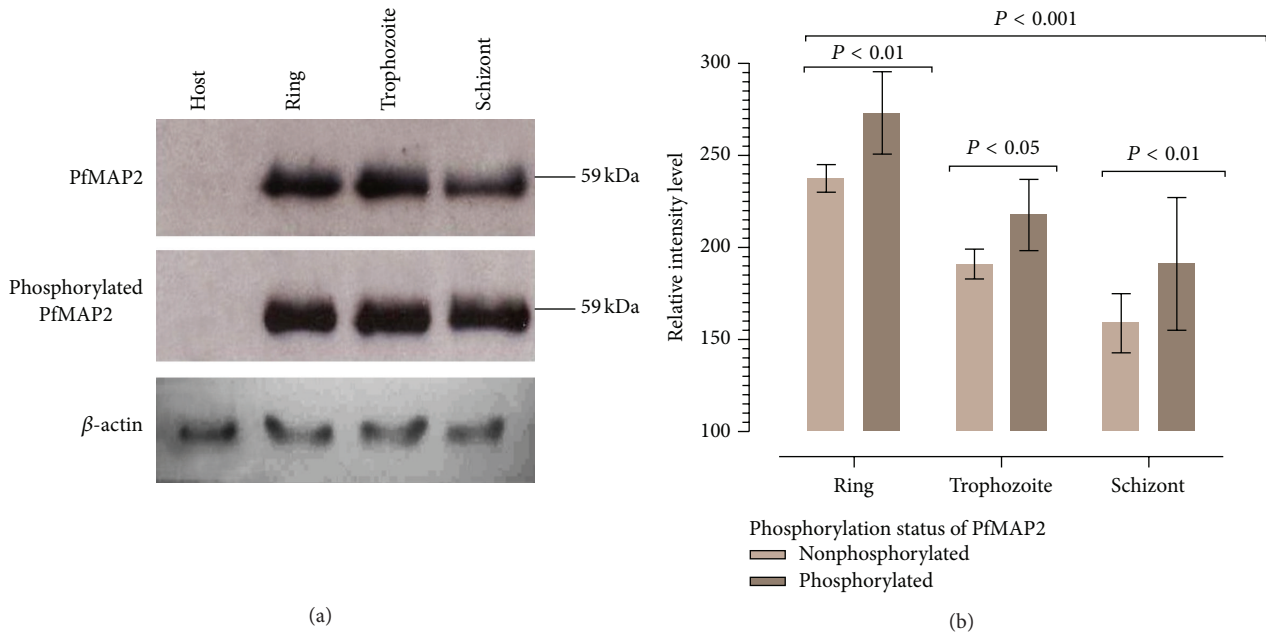 Host
Ring
Trophozoite
Schizont
PfMAP2
59 kDa
Phosphorylated
PfMAP2
59 kDa
β-actin
(a)
P < 0.001
P < 0.01
P < 0.05
P < 0.01
Relative intensity level
300
250
200
150
100
Ring
Trophozoite
Schizont
Phosphorylation status of PfMAP2
Nonphosphorylated
Phosphorylated
(b)